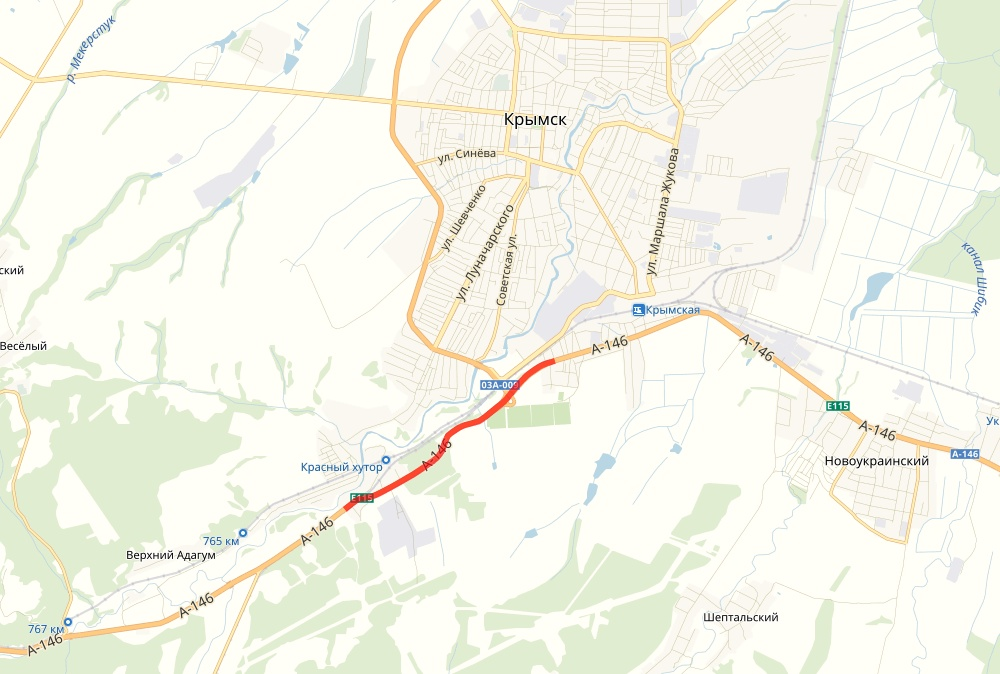 р. Мекерстук
Крымск
ул. Синёва
ул. Маршала Жукова
ул. Шевченко
ул. Луначарского
Советская ул.
канал Шибик
ский
Крымская
Весёлый
А-146
А-146
03А-009
Е115
Ук
А-146
А-146
А-146
Новоукраинский
Красный хутор
Е115
А-146
765 км
Верхний Адагум
А-146
Шептальский
767 км
А-146